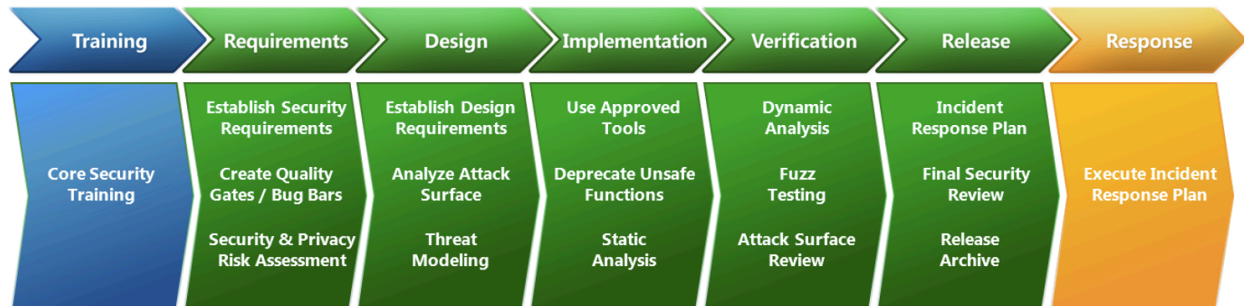 Training
Requirements
Design
Implementation
Verification
Release
Response
Core Security
Training
Establish Security
Requirements
Create Quality
Gates / Bug Bars
Security & Privacy
Risk Assessment
Establish Design
Requirements
Analyze Attack
Surface
Threat
Modeling
Use Approved
Tools
Deprecate Unsafe
Functions
Static
Analysis
Dynamic
Analysis
Fuzz
Testing
Attack Surface
Review
Incident
Response Plan
Final Security
Review
Release
Archive
Execute Incident
Response Plan